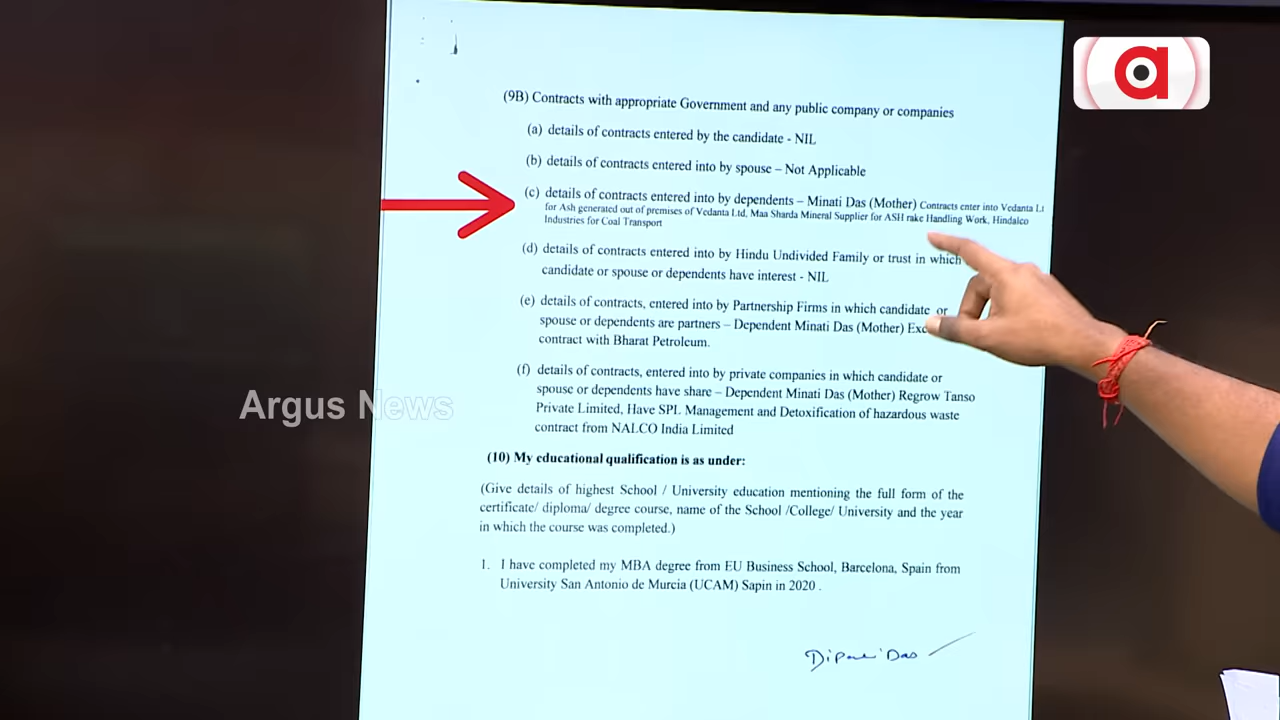 (9B) Contracts with appropriate Government and any public company or companies
(a) details of contracts entered by the candidate - NIL
(b) details of contracts entered into by spouse – Not Applicable
(c) details of contracts entered into by dependents – Minati Das (Mother) Contracts enter into Vedanta Lt
for Ash generated out of premises of Vedanta Ltd, Maa Sharda Mineral Supplier for ASH rake Handling Work, Hindalco
Industries for Coal Transport
(d) details of contracts entered into by Hindu Undivided Family or trust in which
candidate or spouse or dependents have interest - NIL
(e) details of contracts, entered into by Partnership Firms in which candidate or
spouse or dependents are partners – Dependent Minati Das (Mother)
contract with Bharat Petroleum.
(f) details of contracts, entered into by private companies in which candidate or
spouse or dependents have share – Dependent Minati Das (Mother) Regrow Tanso
Private Limited, Have SPL Management and Detoxification of hazardous waste
contract from NALCO India Limited
(10) My educational qualification is as under:
(Give details of highest School / University education mentioning the full form of the
certificate/ diploma/ degree course, name of the School /College/ University and the year
in which the course was completed.)
1. I have completed my MBA degree from EU Business School, Barcelona, Spain from
University San Antonio de Murcia (UCAM) Sapin in 2020 .
Das
a
Argus News